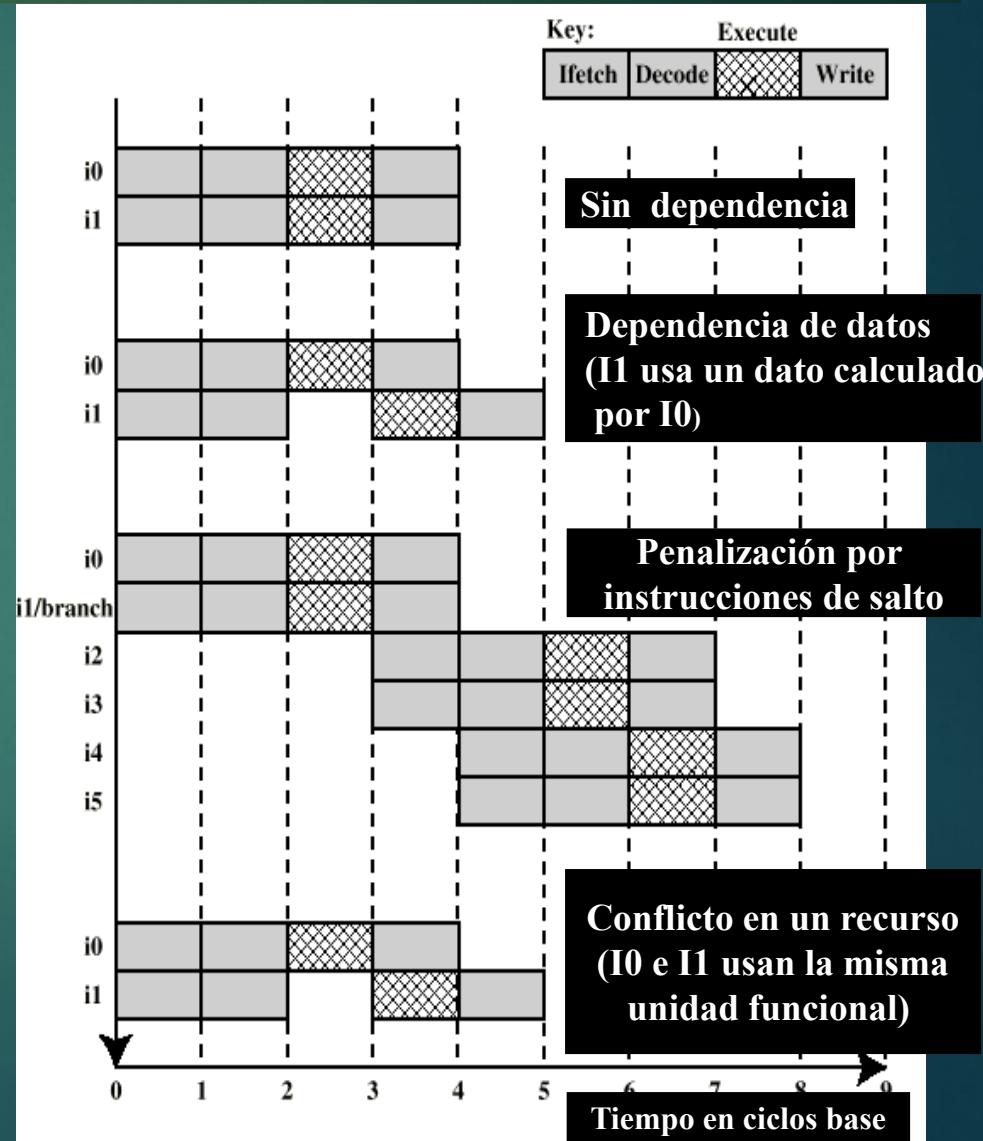 Key:
Execute
Ifetch Decode Write
i0
i1
Sin dependencia
i0
i1
Dependencia de datos
(I1 usa un dato calculado
por I0)
i0
i1/branch
i2
i3
i4
i5
Penalización por
instrucciones de salto
i0
i1
Conflicto en un recurso
(I0 e I1 usan la misma
unidad funcional)
0 1 2 3 4 5 6 7 8 9
Tiempo en ciclos base